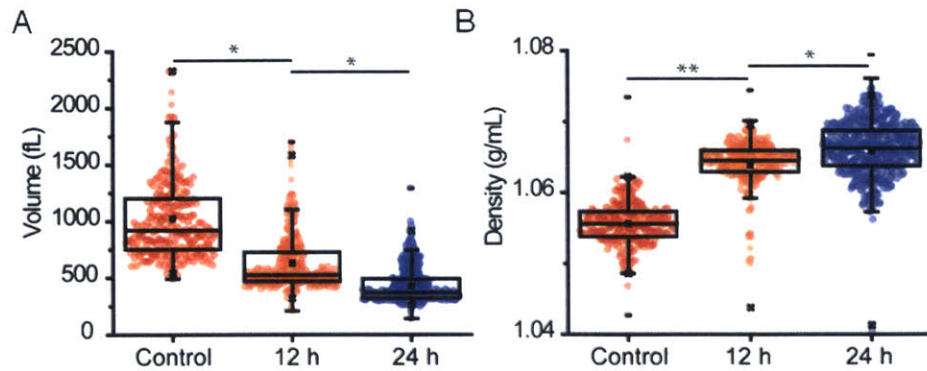 A
Volume (fL)
2500
2000
1500
1000
500
0
*
*
Control
12 h
24 h
B
Density (g/mL)
1.08
1.06
1.04
**
*
Control
12 h
24 h